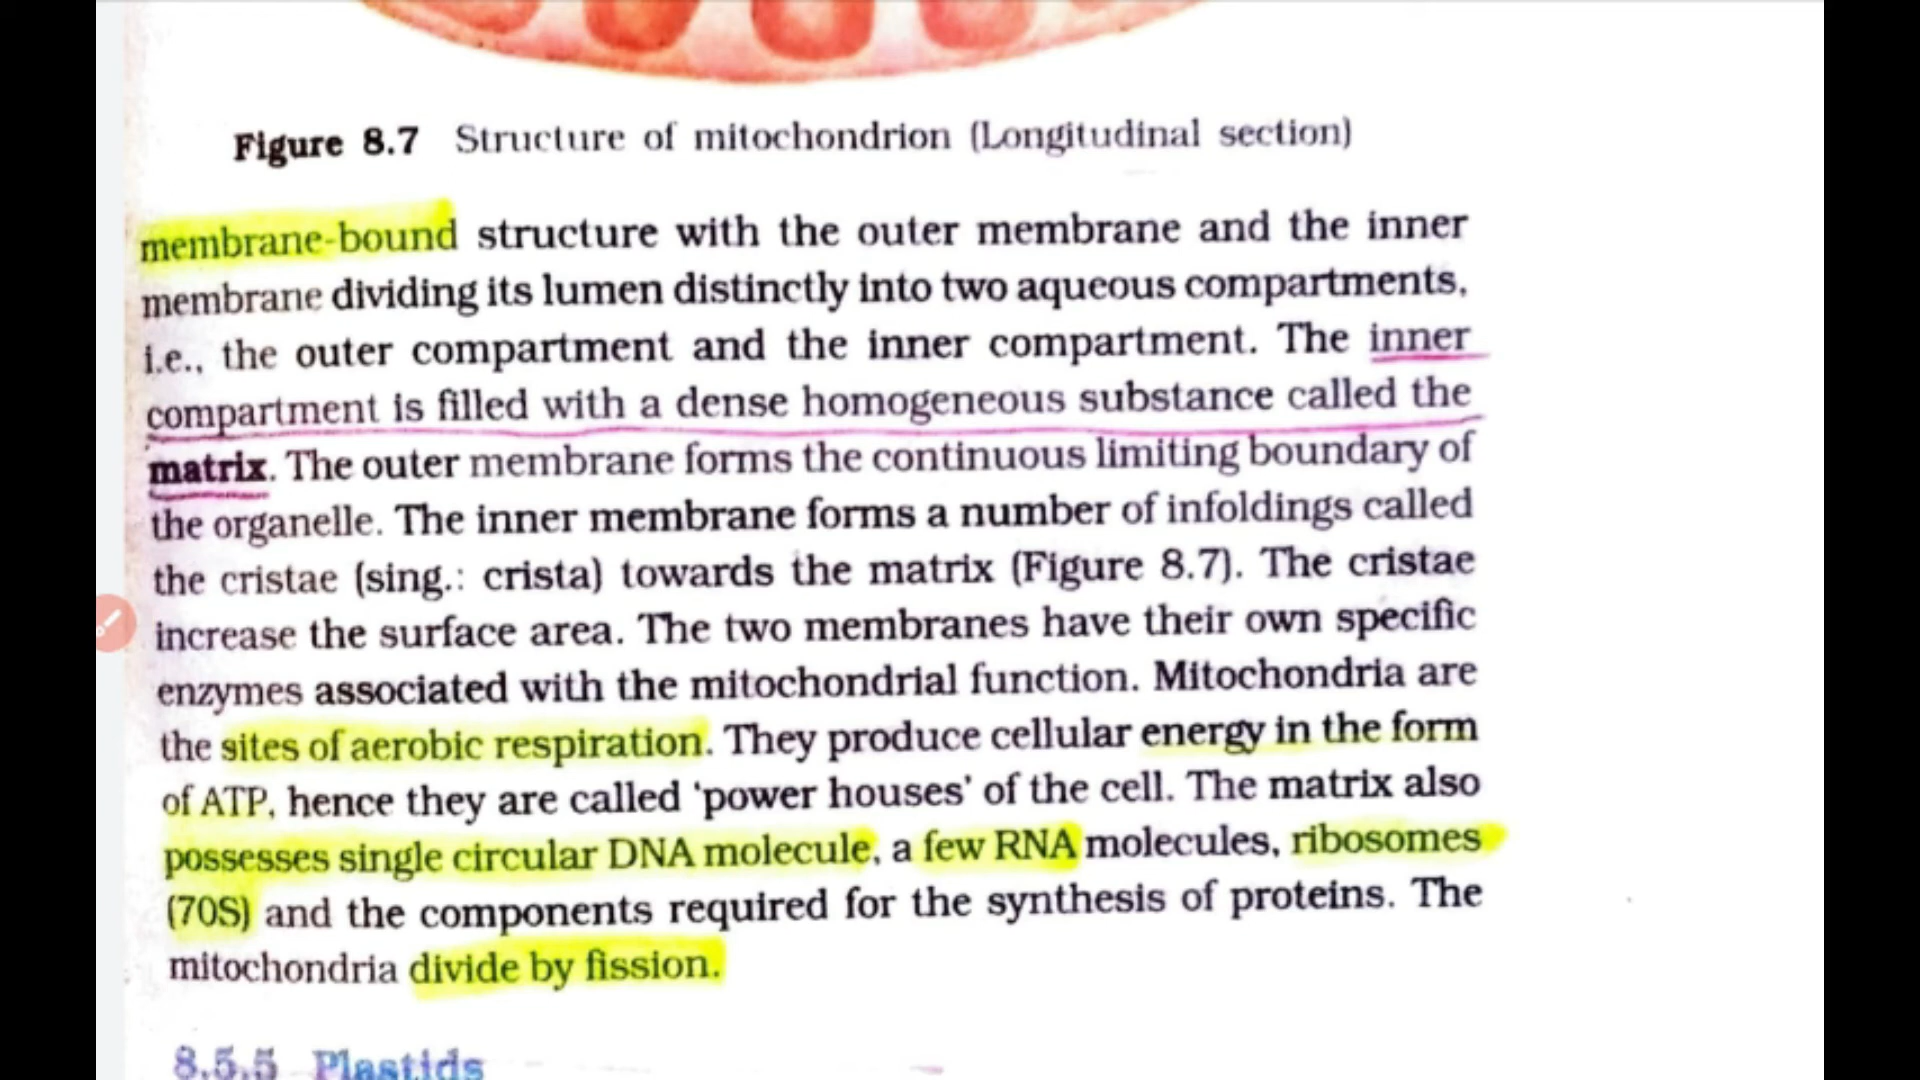 Figure 8.7 Structure of mitochondrion (Longitudinal section)
membrane-bound structure with the outer membrane and the inner
membrane dividing its lumen distinctly into two aqueous compartments,
i.e., the outer compartment and the inner compartment. The inner
compartment is filled with a dense homogeneous substance called the
matrix. The outer membrane forms the continuous limiting boundary of
the organelle. The inner membrane forms a number of infoldings called
the cristae (sing.: crista) towards the matrix (Figure 8.7). The cristae
increase the surface area. The two membranes have their own specific
enzymes associated with the mitochondrial function. Mitochondria are
the sites of aerobic respiration. They produce cellular energy in the form
of ATP, hence they are called 'power houses' of the cell. The matrix also
possesses single circular DNA molecule, a few RNA molecules, ribosomes
(70S) and the components required for the synthesis of proteins. The
mitochondria divide by fission.
8.5.5 Plastids